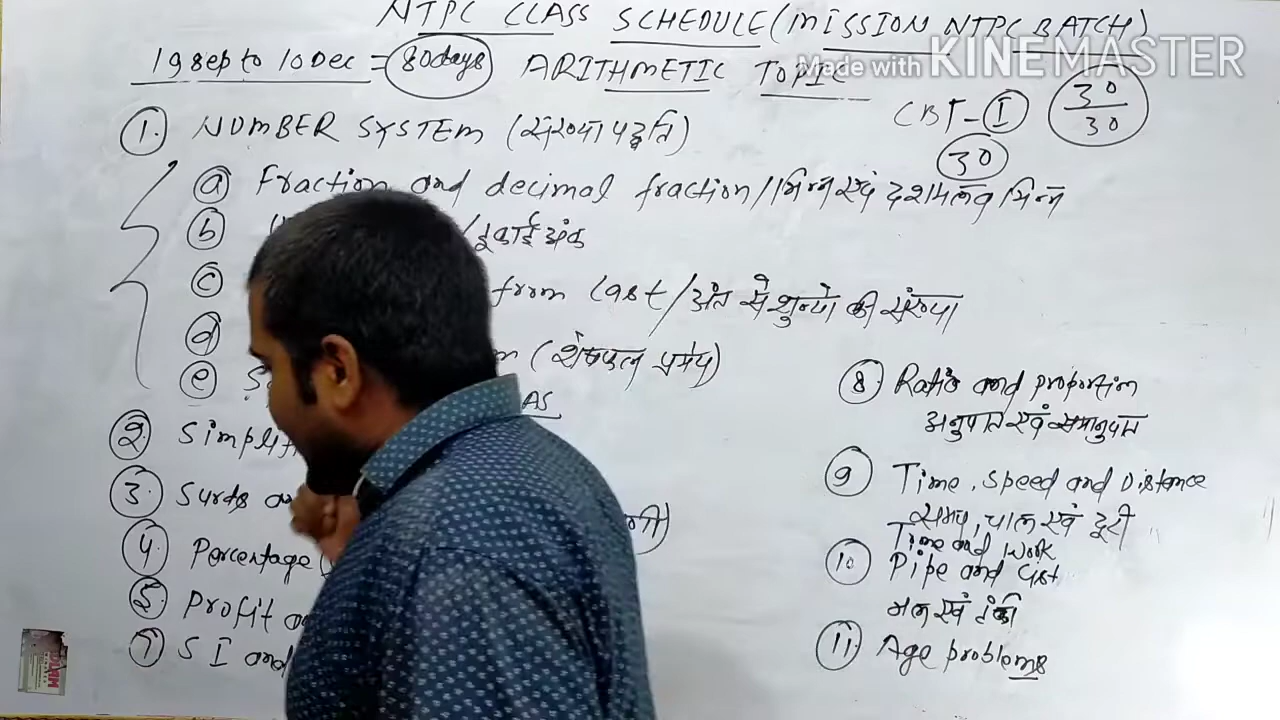 NTPC CLASS SCHEDULE (MISSION NTPC BATCH)
19 sep to 10 Dec = 80 days ARITHMETIC TOPIC
Made with KINEMASTER
CBT - I 30/30
30
1. NUMBER SYSTEM (संख्या पद्धति)
a Fraction and decimal fraction / भिन्न एवं दशमलव भिन्न
b / इकाई अंक
c from last / अंत से शुन्यो की संख्या
d (शेषफल प्रमेय)
e
2. Simplifi
3. Surds
4. Percentage
5. Profit
7 S I and
8. Ratio and proportion
अनुपात एवं समानुपात
9 Time, speed and Distance
समय, चाल एवं दूरी
Time and Work
10 Pipe and Cist
नल एवं टंकी
11. Age problems